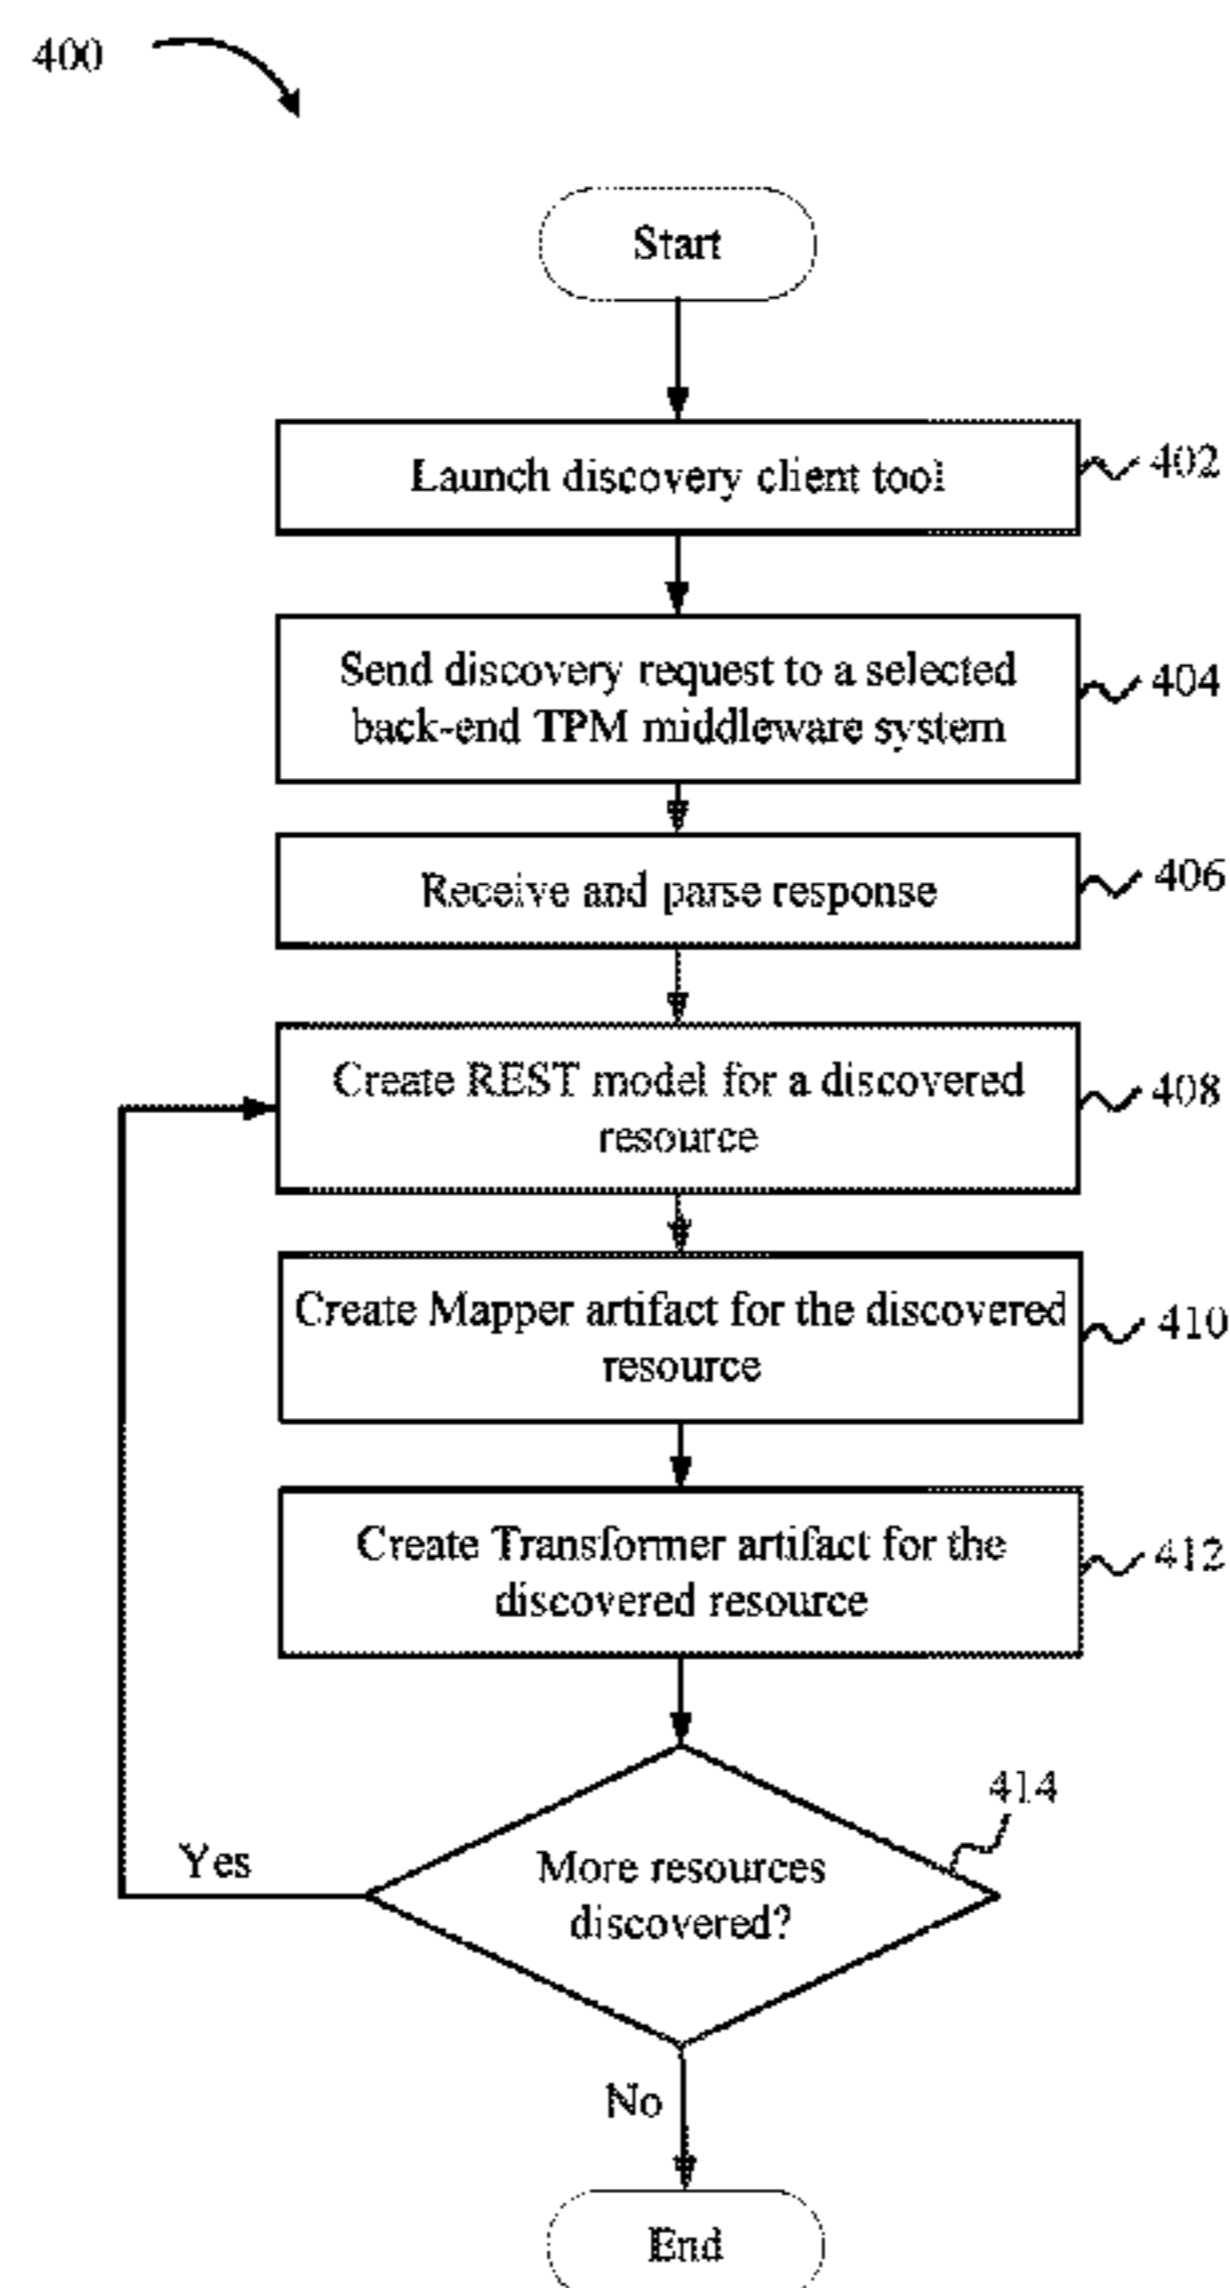 400
Start
Launch discovery client tool
402
Send discovery request to a selected
back-end TPM middleware system
404
Receive and parse response
406
Create REST model for a discovered
resource
408
Create Mapper artifact for the discovered
resource
410
Create Transformer artifact for the
discovered resource
412
414
More resources
discovered?
Yes
No
End